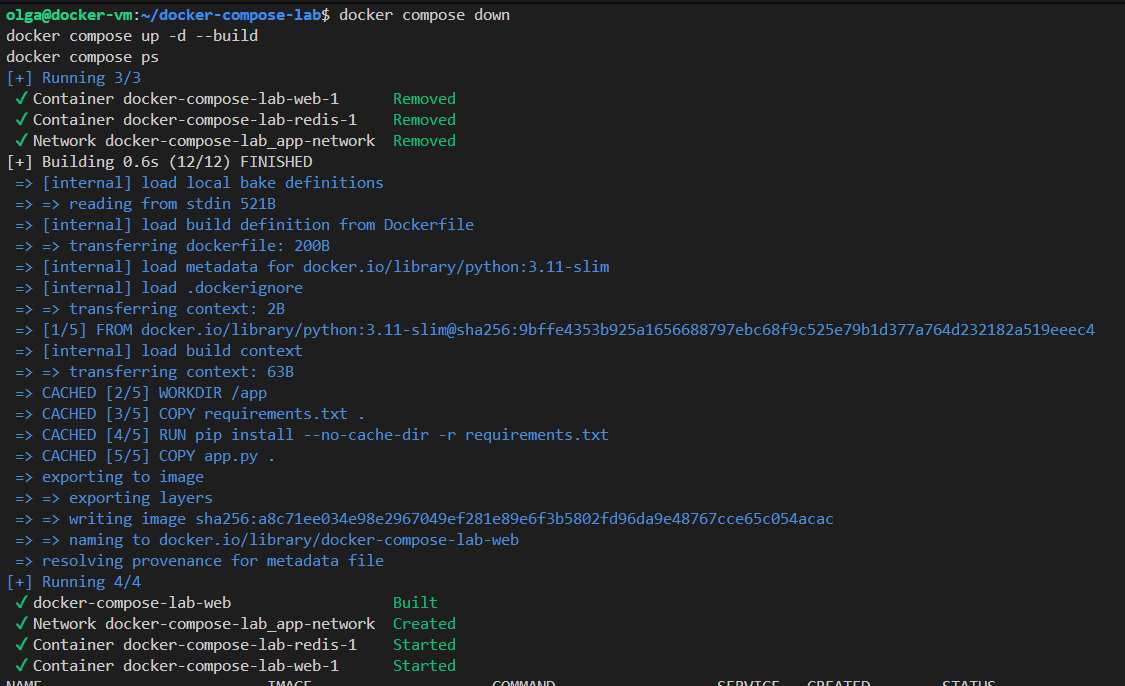 olga@docker-vm:~/docker-compose-lab$ docker compose down
docker compose up -d --build
docker compose ps
[+] Running 3/3
✓ Container docker-compose-lab-web-1 Removed
✓ Container docker-compose-lab-redis-1 Removed
✓ Network docker-compose-lab_app-network Removed
[+] Building 0.6s (12/12) FINISHED
=> [internal] load local bake definitions
=> => reading from stdin 521B
=> [internal] load build definition from Dockerfile
=> => transferring dockerfile: 200B
=> [internal] load metadata for docker.io/library/python:3.11-slim
=> [internal] load .dockerignore
=> => transferring context: 2B
=> [1/5] FROM docker.io/library/python:3.11-slim@sha256:9bffe4353b925a1656688797ebc68f9c525e79b1d377a764d232182a519eeec4
=> [internal] load build context
=> => transferring context: 63B
=> CACHED [2/5] WORKDIR /app
=> CACHED [3/5] COPY requirements.txt .
=> CACHED [4/5] RUN pip install --no-cache-dir -r requirements.txt
=> CACHED [5/5] COPY app.py .
=> exporting to image
=> => exporting layers
=> => writing image sha256:a8c71ee034e98e2967049ef281e89e6f3b5802fd96da9e48767cce65c054acac
=> => naming to docker.io/library/docker-compose-lab-web
=> resolving provenance for metadata file
[+] Running 4/4
✓ docker-compose-lab-web Built
✓ Network docker-compose-lab_app-network Created
✓ Container docker-compose-lab-redis-1 Started
✓ Container docker-compose-lab-web-1 Started
NAME IMAGE COMMAND SERVICE CREATED STATUS